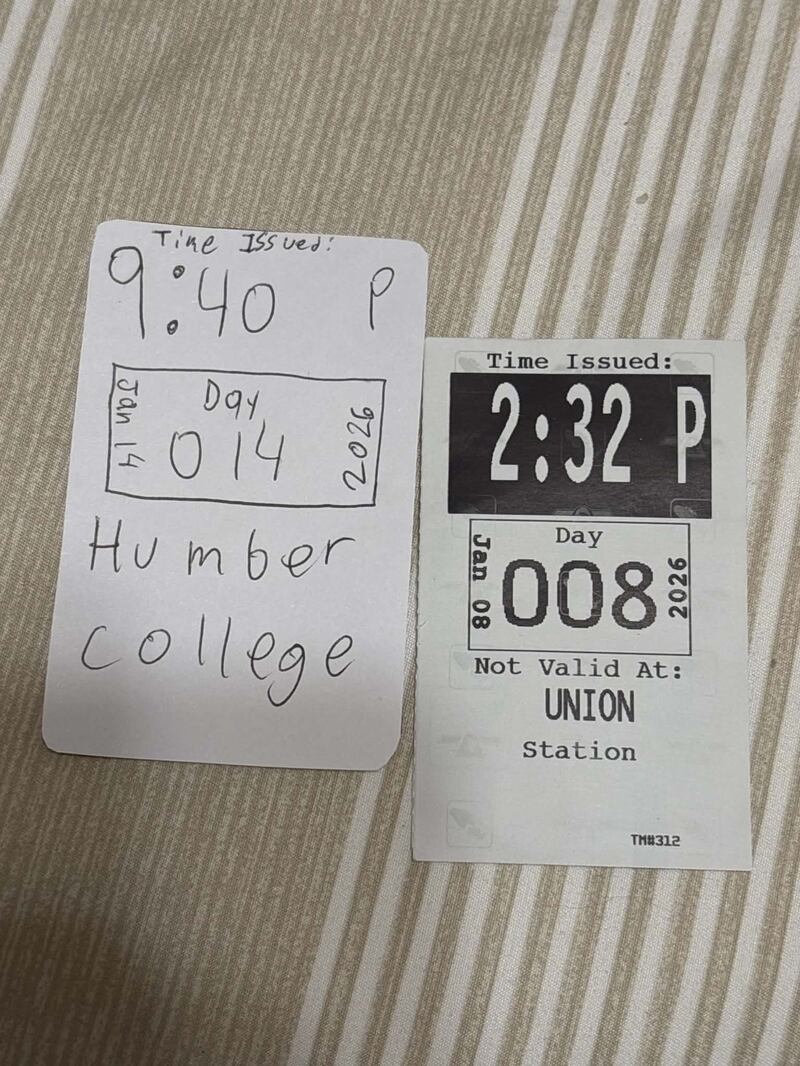 Time Issued:
9:40 P
Day
Jan 14
014
2026
Humber
college
Time Issued:
2:32 P
Day
Jan 08
008
2026
Not Valid At:
UNION
Station
TM#312